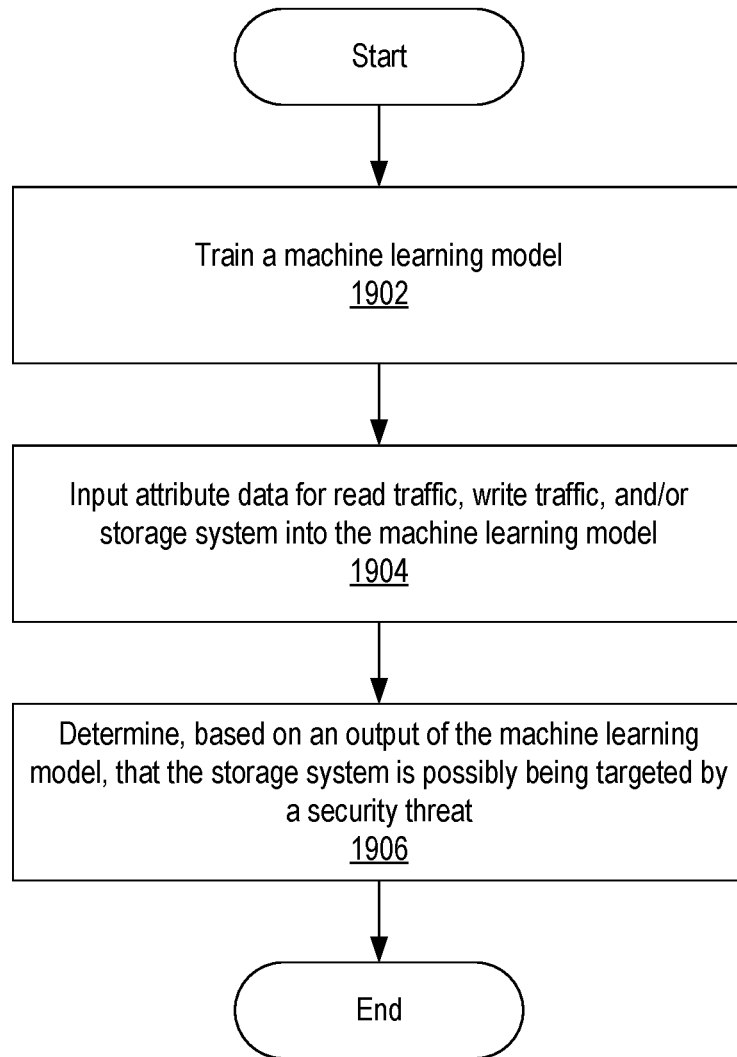 Start
Train a machine learning model
1902
Input attribute data for read traffic, write traffic, and/or
storage system into the machine learning model
1904
Determine, based on an output of the machine learning
model, that the storage system is possibly being targeted by
a security threat
1906
End